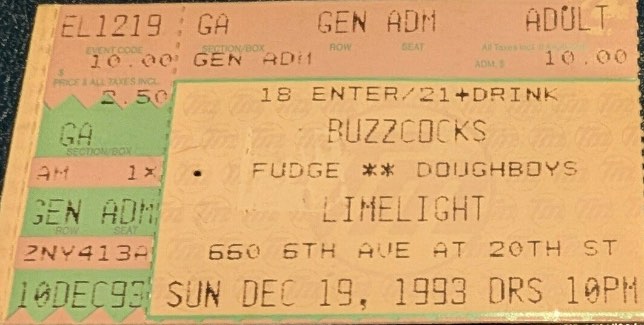 EL1219 GA GEN ADM ADULT
EVENT CODE SECTION/BOX ROW SEAT All Taxes Incl.
10.00 GEN ADM ADM. $ 10.00
$
PRICE & ALL TAXES INCL.
2.50 18 ENTER/21+DRINK
GA BUZZCOCKS
SECTION/BOX
AM 1X FUDGE ** DOUGHBOYS
GEN ADM LIMELIGHT
ROW SEAT
ZNY413A 660 6TH AVE AT 20TH ST
10DEC93 SUN DEC 19, 1993 DRS 10PM